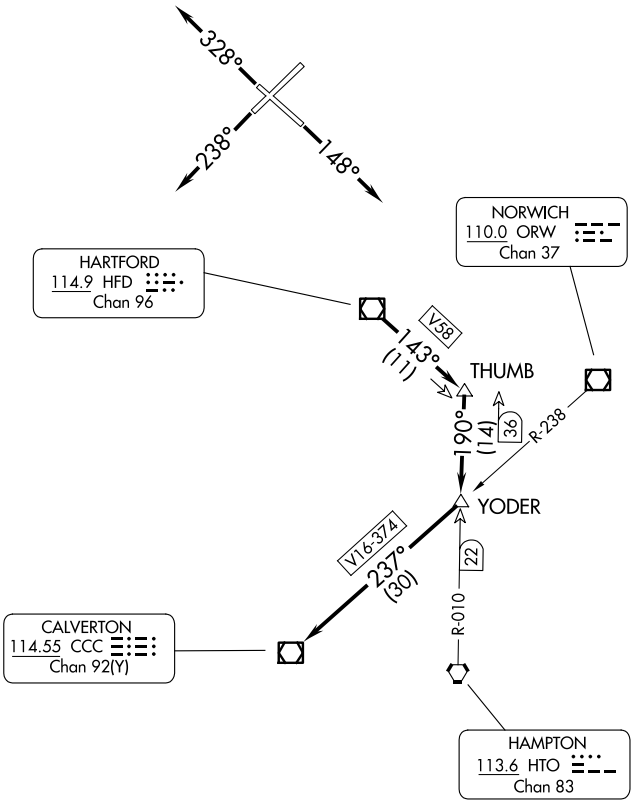 328°
238°
148°
NORWICH
110.0 ORW
Chan 37
HARTFORD
114.9 HFD
Chan 96
V58
143°
(11)
THUMB
190°
(14)
36
R-238
YODER
V16-374
237°
(30)
22
R-010
CALVERTON
114.55 CCC
Chan 92(Y)
HAMPTON
113.6 HTO
Chan 83